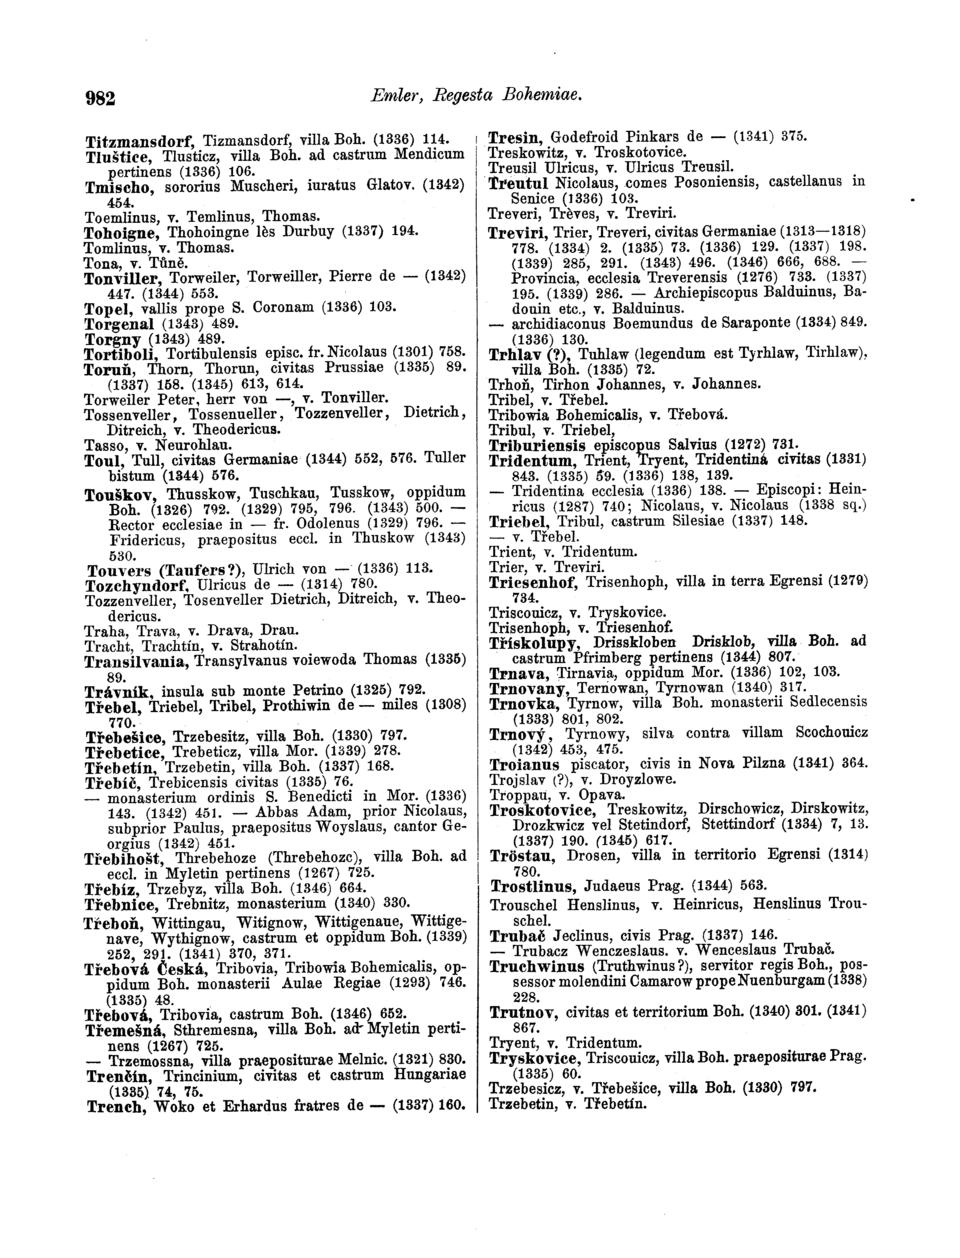 982
Emler, Regesta Bohemiae.
Titzmansdorf, Tizmansdorf, villa Boh. (1336) 114.
Tluštice, Tlusticz, villa Boh. ad castrum Mendicum
pertinens (1336) 106.
Tmischo, sororius Muscheri, iuratus Glatov. (1342)
454.
Toemlinus, v. Temlinus, Thomas.
Tohoigne, Thohoingne lès Durbuy (1337) 194.
Tomlinus, v. Thomas.
Tona, v. Tůně.
Tonviller, Torweiler, Torweiller, Pierre de — (1342)
447. (1344) 553.
Topel, vallis prope S. Coronam (1336) 103.
Torgenal (1343) 489.
Torgny (1343) 489.
Tortiboli, Tortibulensis episc. fr. Nicolaus (1301) 758.
Toruň, Thorn, Thorun, civitas Prussiae (1335) 89.
(1337) 158. (1345) 613, 614.
Torweiler Peter, herr von —, v. Tonviller.
Tossenveller, Tossenueller, Tozzenveller, Dietrich,
Ditreich, v. Theodericus.
Tasso, v. Neurohlau.
Toul, Tull, civitas Germaniae (1344) 552, 576. Tuller
bistum (1344) 576.
Touškov, Thusskow, Tuschkau, Tusskow, oppidum
Boh. (1326) 792. (1329) 795, 796. (1343) 500. —
Rector ecclesiae in — fr. Odolenus (1329) 796. —
Fridericus, praepositus eccl. in Thuskow (1343)
530.
Touvers (Taufers?), Ulrich von — (1336) 113.
Tozchyndorf, Ulricus de — (1314) 780.
Tozzenveller, Tosenveller Dietrich, Ditreich, v. Theo-
dericus.
Traha, Trava, v. Drava, Drau.
Tracht, Trachtín, v. Strahotín.
Transilvania, Transylvanus voiewoda Thomas (1335)
89.
Trávník, insula sub monte Petrino (1325) 792.
Třebel, Triebel, Tribel, Prothiwin de — miles (1308)
770.
Třebešice, Trzebesitz, villa Boh. (1330) 797.
Třebetice, Trebeticz, villa Mor. (1339) 278.
Třebetín, Trzebetin, villa Boh. (1337) 168.
Třebíč, Trebicensis civitas (1335) 76.
— monasterium ordinis S. Benedicti in Mor. (1336)
143. (1342) 451. — Abbas Adam, prior Nicolaus,
subprior Paulus, praepositus Woyslaus, cantor Ge-
orgius (1342) 451.
Třebihošt, Threbehoze (Threbehozc), villa Boh. ad
eccl. in Myletin pertinens (1267) 725.
Třebíz, Trzebyz, villa Boh. (1346) 664.
Třebnice, Trebnitz, monasterium (1340) 330.
Třeboň, Wittingau, Witignow, Wittigenaue, Wittige-
nave, Wythignow, castrum et oppidum Boh. (1339)
252, 291. (1341) 370, 371.
Třebová Česká, Tribovia, Tribowia Bohemicalis, op-
pidum Boh. monasterii Aulae Regiae (1293) 746.
(1335) 48.
Třebová, Tribovia, castrum Boh. (1346) 652.
Třemešná, Sthremesna, villa Boh. ad Myletin perti-
nens (1267) 725.
— Trzemossna, villa praepositurae Melnic. (1321) 830.
Trenčín, Trincinium, civitas et castrum Hungariae
(1335) 74, 75.
Trench, Woko et Erhardus fratres de — (1337) 160.
Tresin, Godefroid Pinkars de — (1341) 375.
Treskowitz, v. Troskotovice.
Treusil Ulricus, v. Ulricus Treusil.
Treutul Nicolaus, comes Posoniensis, castellanus in
Senice (1336) 103.
Treveri, Trèves, v. Treviri.
Treviri, Trier, Treveri, civitas Germaniae (1313—1318)
778. (1334) 2. (1335) 73. (1336) 129. (1337) 198.
(1339) 285, 291. (1343) 496. (1346) 666, 688. —
Provincia, ecclesia Treverensis (1276) 733. (1337)
195. (1339) 286. — Archiepiscopus Balduinus, Ba-
douin etc., v. Balduinus.
— archidiaconus Boemundus de Saraponte (1334) 849.
(1336) 130.
Trhlav (?), Tuhlaw (legendum est Tyrhlaw, Tirhlaw),
villa Boh. (1335) 72.
Trhoň, Tirhon Johannes, v. Johannes.
Tribel, v. Třebel.
Tribowia Bohemicalis, v. Třebová.
Tribul, v. Triebel,
Triburiensis episcopus Salvius (1272) 731.
Tridentum, Trient, Tryent, Tridentiná civitas (1331)
843. (1335) 59. (1336) 138, 139.
— Tridentina ecclesia (1336) 138. — Episcopi: Hein-
ricus (1287) 740; Nicolaus, v. Nicolaus (1338 sq.)
Triebel, Tribul, castrum Silesiae (1337) 148.
— v. Třebel.
Trient, v. Tridentum.
Trier, v. Treviri.
Triesenhof, Trisenhoph, villa in terra Egrensi (1279)
734.
Triscouicz, v. Tryskovice.
Trisenhoph, v. Triesenhof.
Třískolupy, Drisskloben Drisklob, villa Boh. ad
castrum Pfrimberg pertinens (1344) 807.
Trnava, Tirnavia, oppidum Mor. (1336) 102, 103.
Trnovany, Ternowan, Tyrnowan (1340) 317.
Trnovka, Tyrnow, villa Boh. monasterii Sedlecensis
(1333) 801, 802.
Trnový, Tyrnowy, silva contra villam Scochouicz
(1342) 453, 475.
Troianus piscator, civis in Nova Pilzna (1341) 364.
Trojslav (?), v. Droyzlowe.
Troppau, v. Opava.
Troskotovice, Treskowitz, Dirschowicz, Dirskowitz,
Drozkwicz vel Stetindorf, Stettindorf (1334) 7, 13.
(1337) 190. (1345) 617.
Tröstau, Drosen, villa in territorio Egrensi (1314)
780.
Trostlinus, Judaeus Prag. (1344) 563.
Trouschel Henslinus, v. Heinricus, Henslinus Trou-
schel.
Trubač Jeclinus, civis Prag. (1337) 146.
— Trubacz Wenczeslaus. v. Wenceslaus Trubač.
Truchwinus (Truthwinus?), servitor regis Boh., pos-
sessor molendini Camarow prope Nuenburgam (1338)
228.
Trutnov, civitas et territorium Boh. (1340) 301. (1341)
867.
Tryent, v. Tridentum.
Tryskovice, Triscouicz, villa Boh. praepositurae Prag.
(1335) 60.
Trzebesicz, v. Třebešice, villa Boh. (1330) 797.
Trzebetin, v. Třebetín.